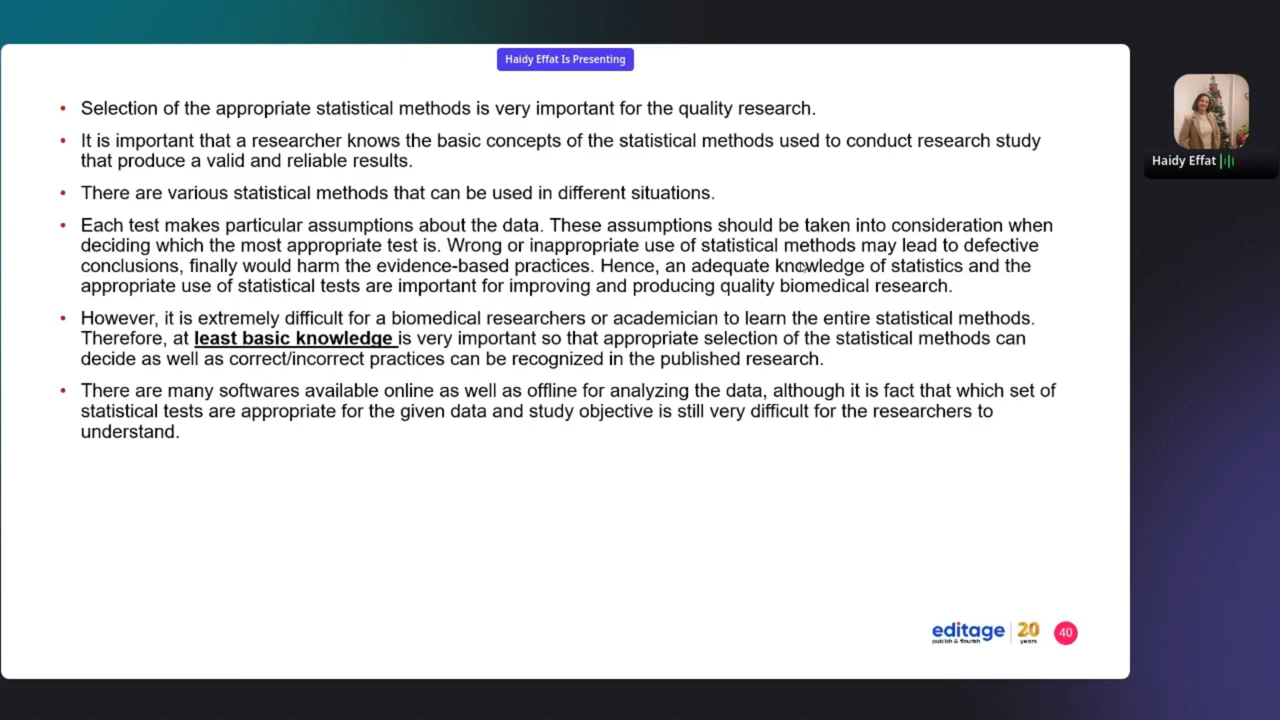 Haidy Effat Is Presenting
• Selection of the appropriate statistical methods is very important for the quality research.
• It is important that a researcher knows the basic concepts of the statistical methods used to conduct research study
that produce a valid and reliable results.
• There are various statistical methods that can be used in different situations.
• Each test makes particular assumptions about the data. These assumptions should be taken into consideration when
deciding which the most appropriate test is. Wrong or inappropriate use of statistical methods may lead to defective
conclusions, finally would harm the evidence-based practices. Hence, an adequate knowledge of statistics and the
appropriate use of statistical tests are important for improving and producing quality biomedical research.
• However, it is extremely difficult for a biomedical researchers or academician to learn the entire statistical methods.
Therefore, at least basic knowledge is very important so that appropriate selection of the statistical methods can
decide as well as correct/incorrect practices can be recognized in the published research.
• There are many softwares available online as well as offline for analyzing the data, although it is fact that which set of
statistical tests are appropriate for the given data and study objective is still very difficult for the researchers to
understand.
Haidy Effat
editage
publish & flourish
20
years
40